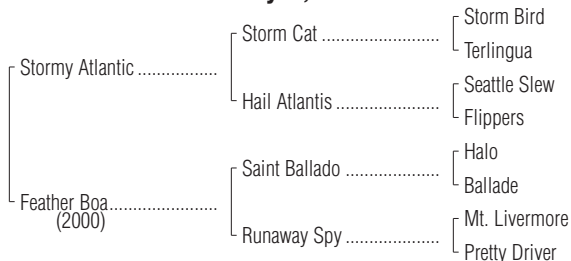 Storm Bird
Storm Cat ........................
Terlingua
Stormy Atlantic ................
Seattle Slew
Hail Atlantis .....................
Flippers
Halo
Saint Ballado ...................
Ballade
Feather Boa......................
(2000)
Mt. Livermore
Runaway Spy ...................
Pretty Driver